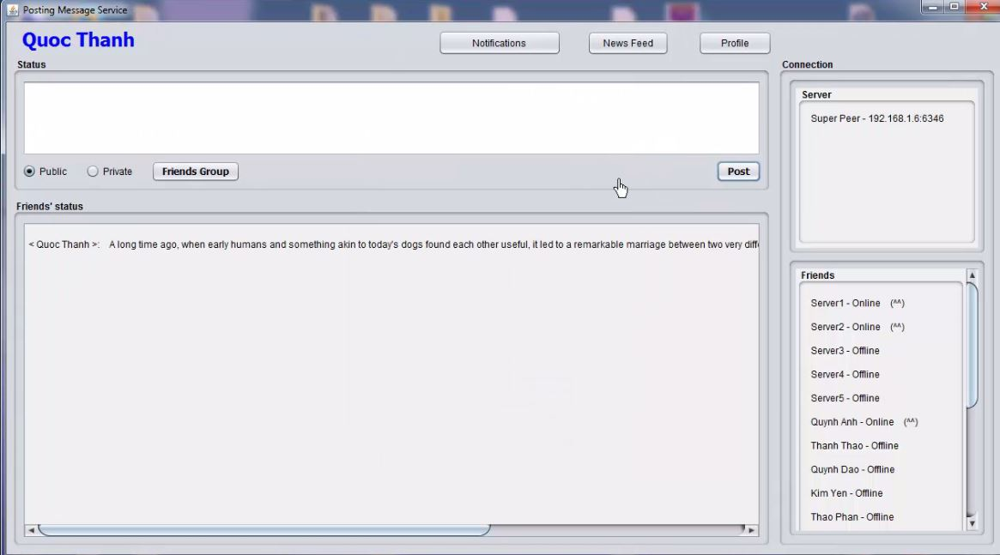 Posting Message Service
Quoc Thanh
Notifications
News Feed
Profile
Status
Public
Private
Friends Group
Post
Friends' status
< Quoc Thanh >: A long time ago, when early humans and something akin to today's dogs found each other useful, it led to a remarkable marriage between two very diffe
Connection
Server
Super Peer - 192.168.1.6:6346
Friends
Server1 - Online (^^)
Server2 - Online (^^)
Server3 - Offline
Server4 - Offline
Server5 - Offline
Quynh Anh - Online (^^)
Thanh Thao - Offline
Quynh Dao - Offline
Kim Yen - Offline
Thao Phan - Offline